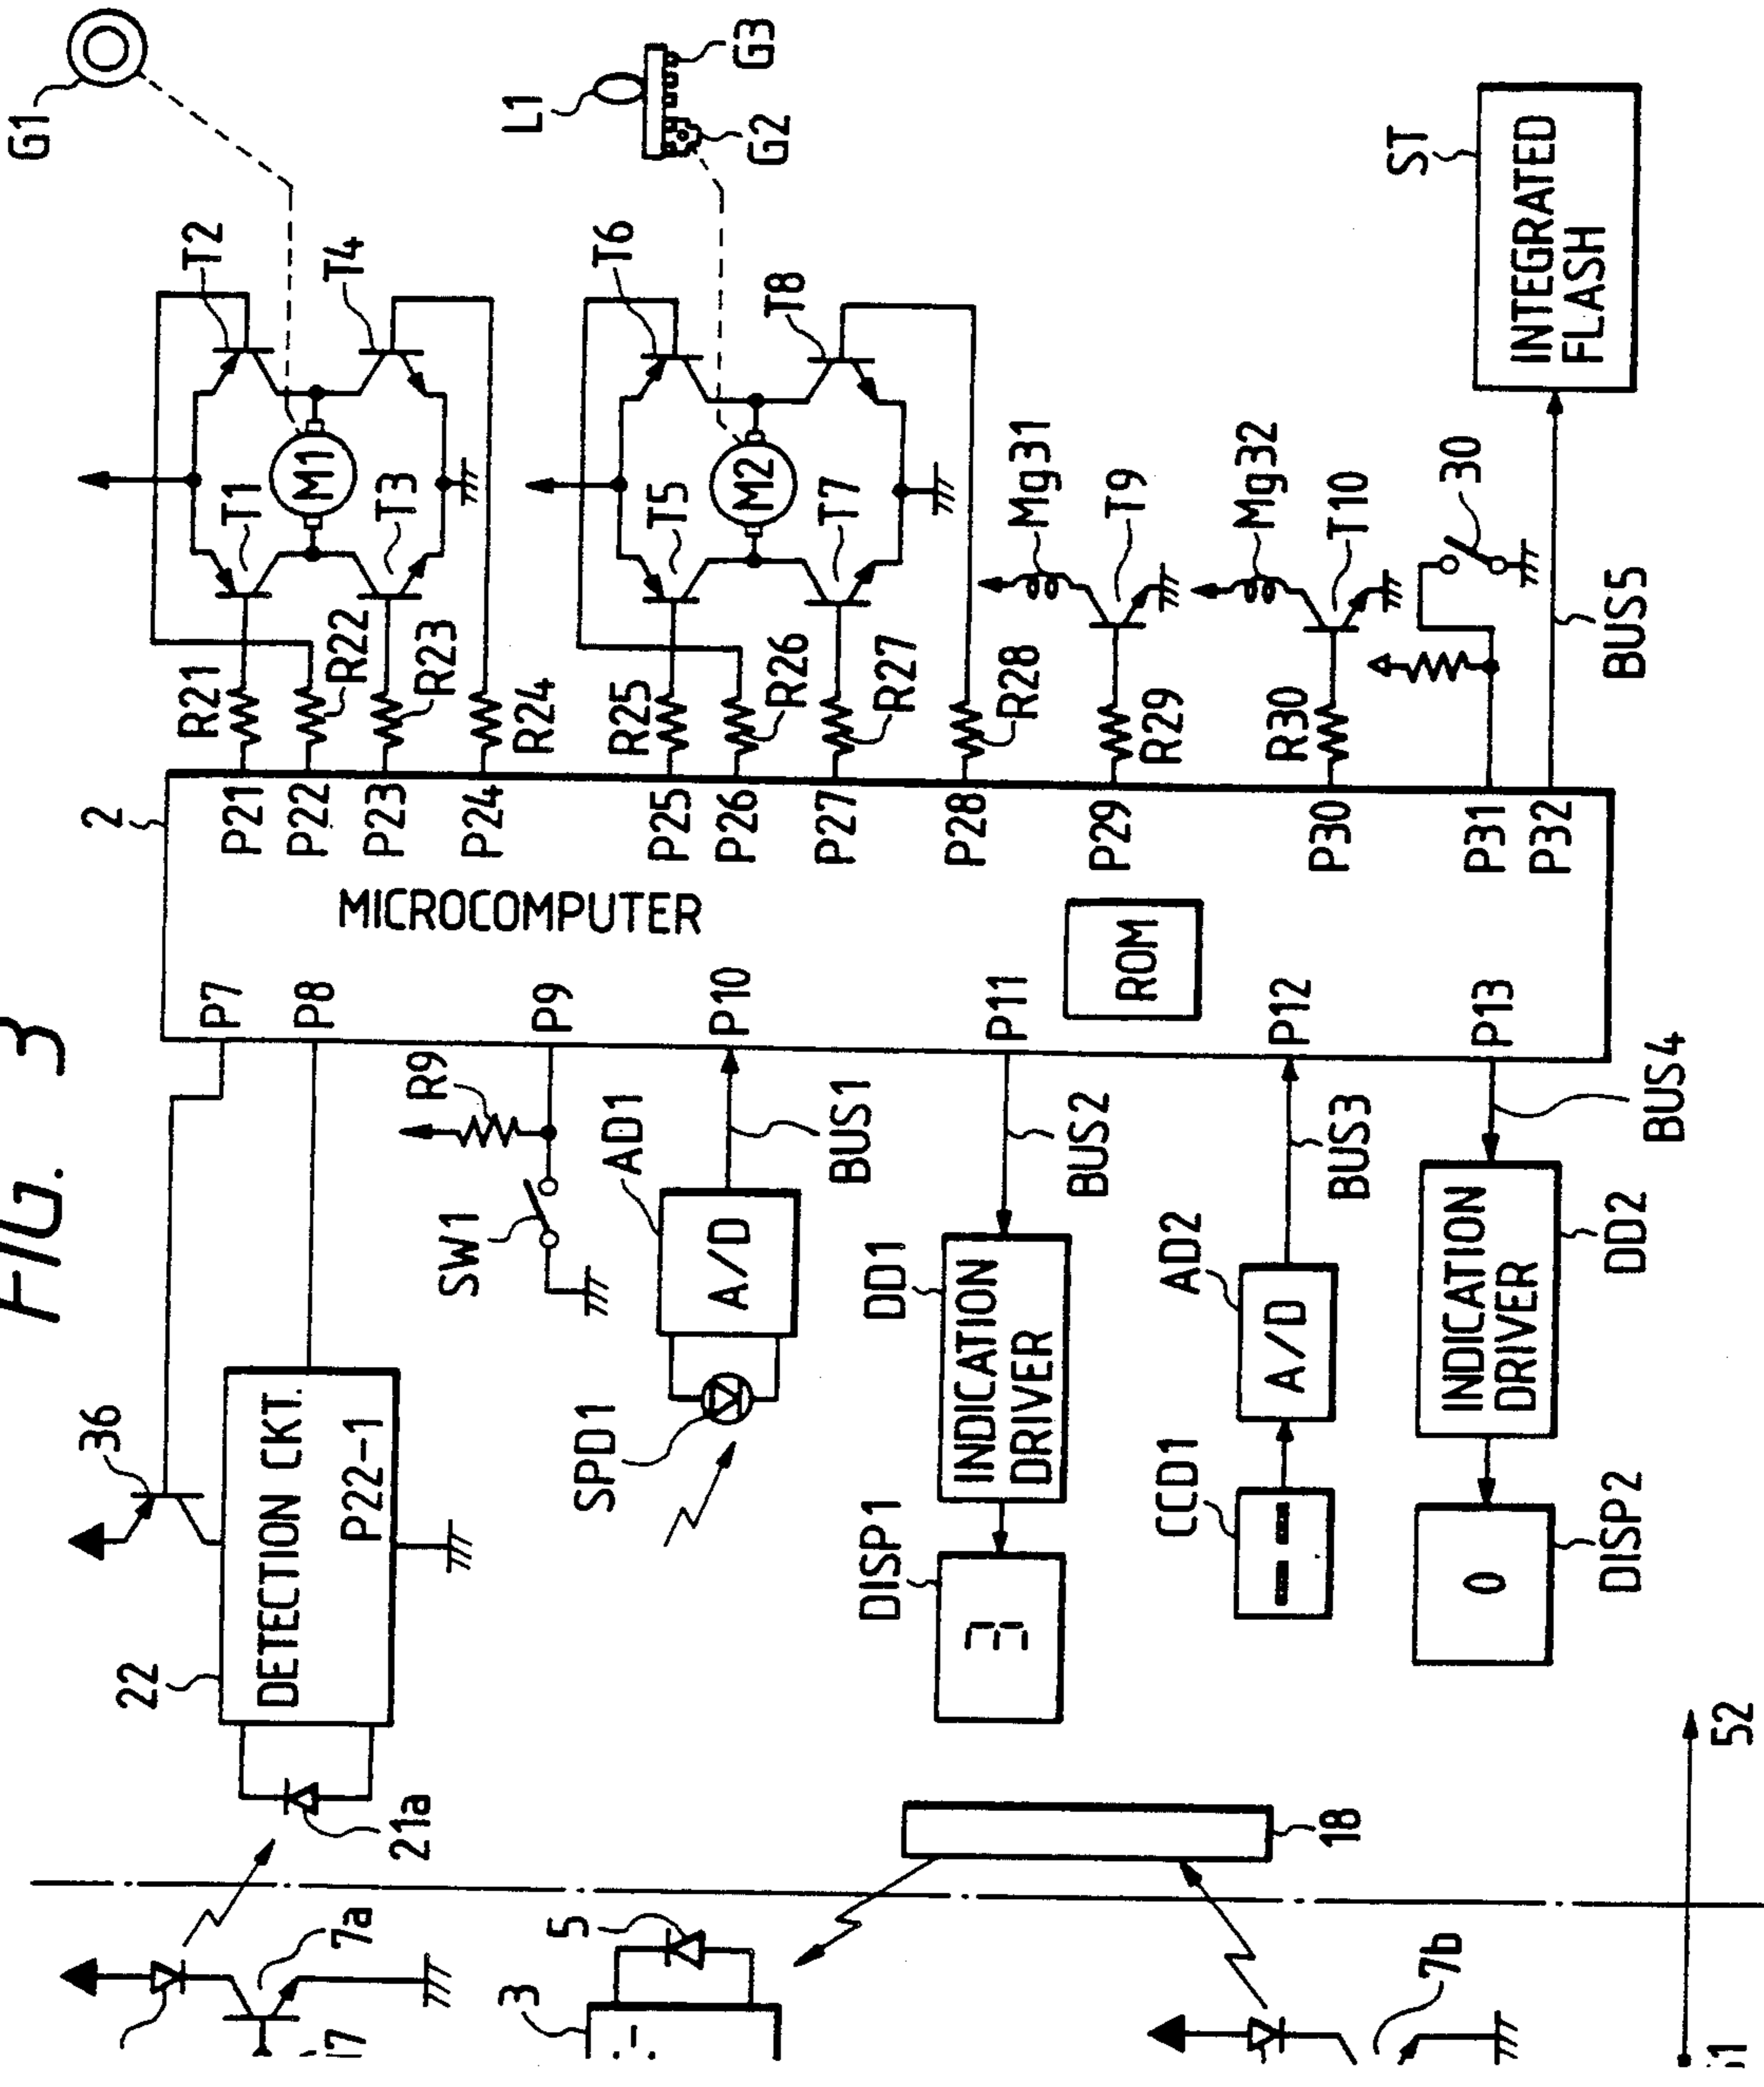 FIG. 3
G1
T2
T4
T1
M1
T3
R21
R22
R23
R24
L1
G3
G2
T6
T8
T5
M2
T7
R25
R26
R27
R28
Mg31
T9
R29
Mg32
T10
R30
30
ST
INTEGRATED
FLASH
BUS5
2
P21
P22
P23
P24
P25
P26
P27
P28
P29
P30
P31
P32
MICROCOMPUTER
ROM
P7
P8
P9
P10
P11
P12
P13
36
22
DETECTION CKT.
P22-1
21a
R9
SW1
AD1
A/D
BUS1
SPD1
BUS2
DD1
INDICATION
DRIVER
DISP1
3
BUS3
AD2
A/D
CCD1
BUS4
INDICATION
DRIVER
DD2
0
DISP2
18
52
7a
5
3
7b